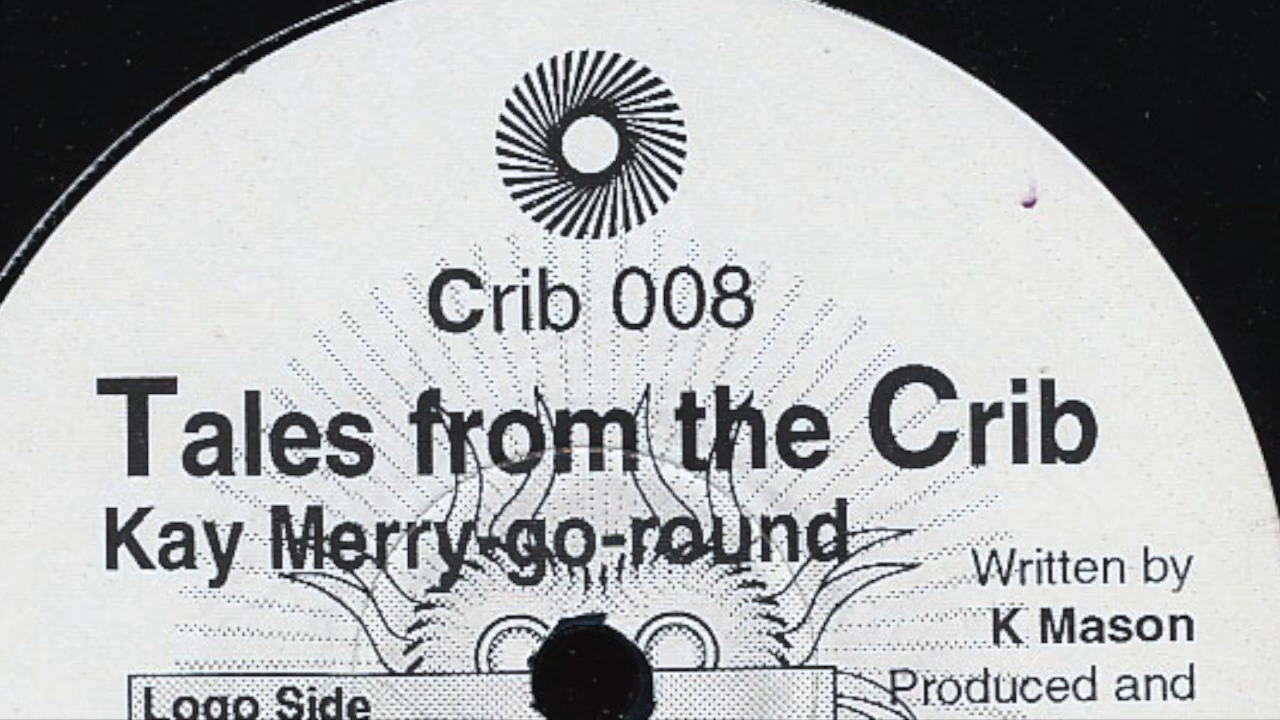 Crib 008
Tales from the Crib
Kay Merry-go-round
Written by
K Mason
Produced and
Logo Side